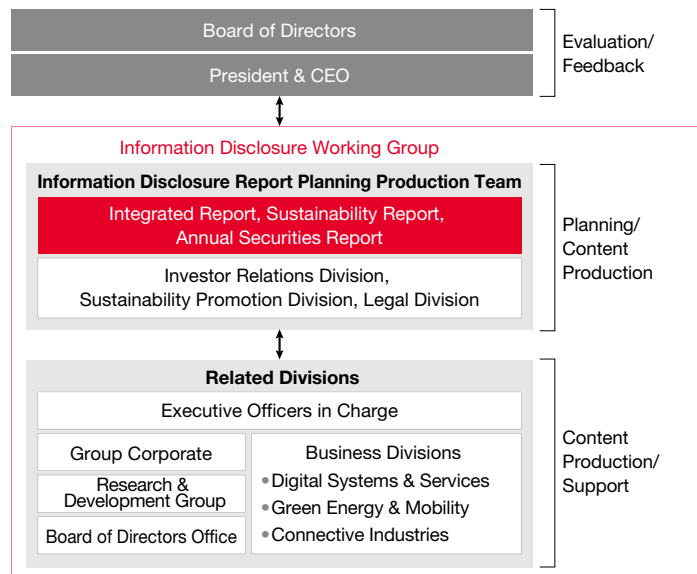 Board of Directors
President & CEO
Evaluation/
Feedback
Information Disclosure Working Group
Information Disclosure Report Planning Production Team
Integrated Report, Sustainability Report,
Annual Securities Report
Investor Relations Division,
Sustainability Promotion Division, Legal Division
Planning/
Content
Production
Related Divisions
Executive Officers in Charge
Group Corporate
Research &
Development Group
Board of Directors Office
Business Divisions
•Digital Systems & Services
•Green Energy & Mobility
•Connective Industries
Content
Production/
Support